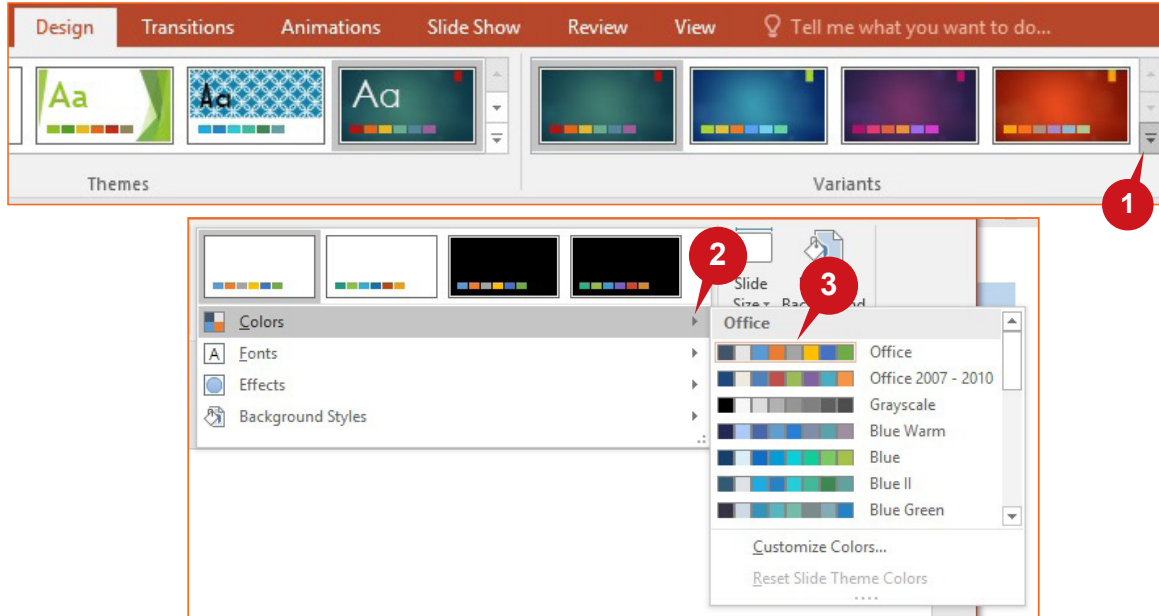 Design Transitions Animations Slide Show Review View Tell me what you want to do...
Aa Aa Aa
Themes Variants
1
2
3
Slide
Size
Colors
Office
Fonts
Office
Effects
Office 2007 - 2010
Background Styles
Grayscale
Blue Warm
Blue
Blue II
Blue Green
Customize Colors...
Reset Slide Theme Colors